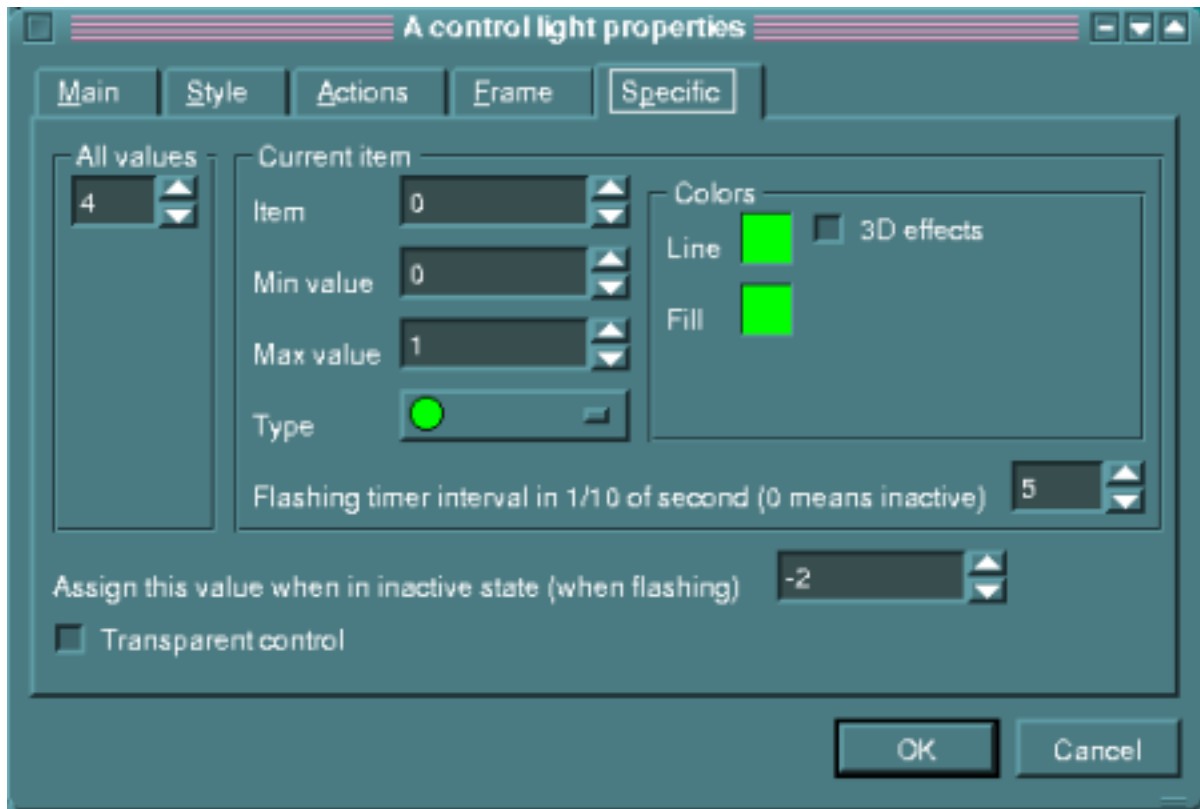 A control light properties
Main Style Actions Frame Specific
All values
4
Current item
Item 0
Min value 0
Max value 1
Type
Colors
Line
3D effects
Fill
Flashing timer interval in 1/10 of second (0 means inactive) 5
Assign this value when in inactive state (when flashing) -2
Transparent control
OK Cancel